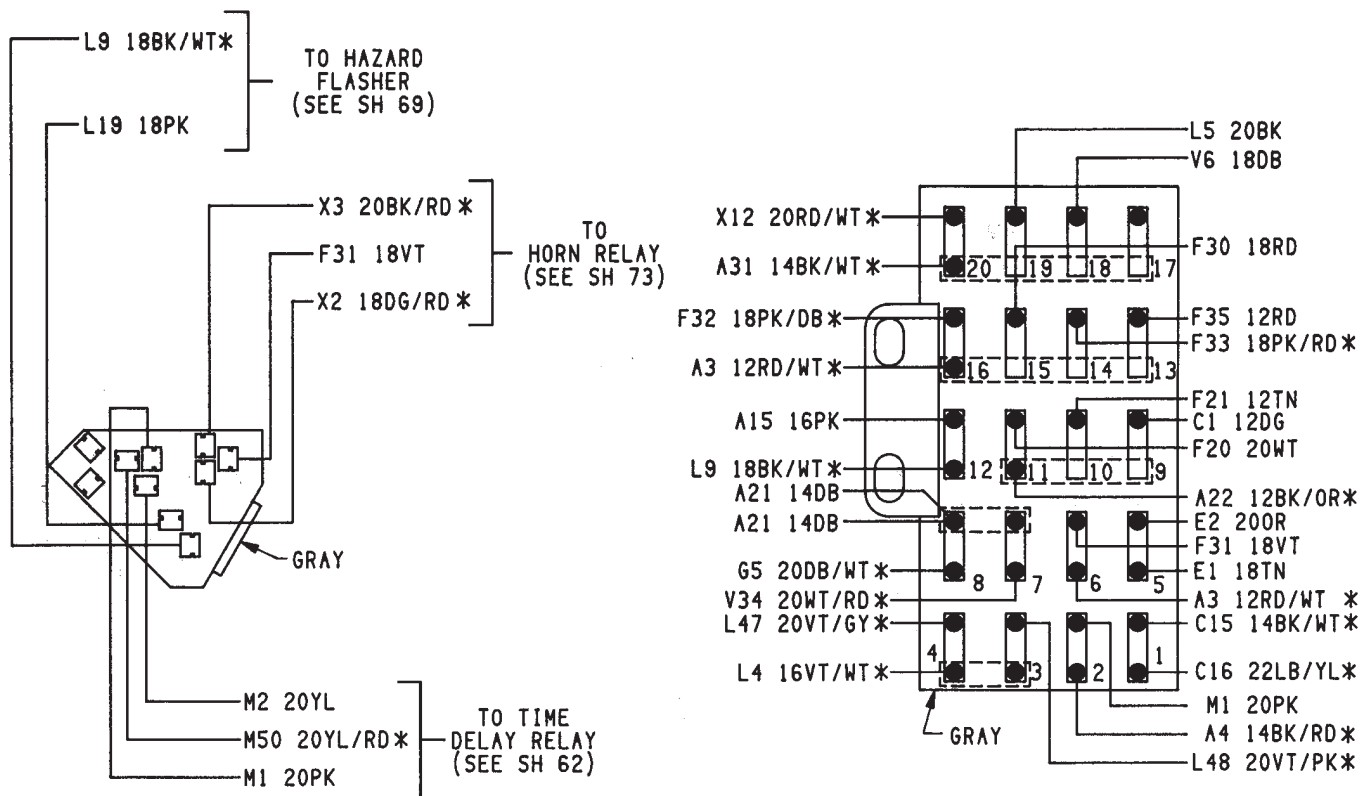 L9 18BK/WT*
TO HAZARD
FLASHER
(SEE SH 69)
L19 18PK
X3 20BK/RD*
F31 18VT
X2 18DG/RD*
TO
HORN RELAY
(SEE SH 73)
GRAY
M2 20YL
M50 20YL/RD*
M1 20PK
TO TIME
DELAY RELAY
(SEE SH 62)
L5 20BK
V6 18DB
X12 20RD/WT*
F30 18RD
A31 14BK/WT*
20 19 18 17
F32 18PK/DB*
F35 12RD
F33 18PK/RD*
A3 12RD/WT*
16 15 14 13
F21 12TN
A15 16PK
C1 12DG
F20 20WT
L9 18BK/WT*
12 11 10 9
A21 14DB
A22 12BK/OR*
A21 14DB
E2 20OR
F31 18VT
G5 20DB/WT*
E1 18TN
8 7 6 5
V34 20WT/RD*
A3 12RD/WT *
L47 20VT/GY*
C15 14BK/WT*
4 3 2 1
L4 16VT/WT*
C16 22LB/YL*
M1 20PK
GRAY
A4 14BK/RD*
L48 20VT/PK*